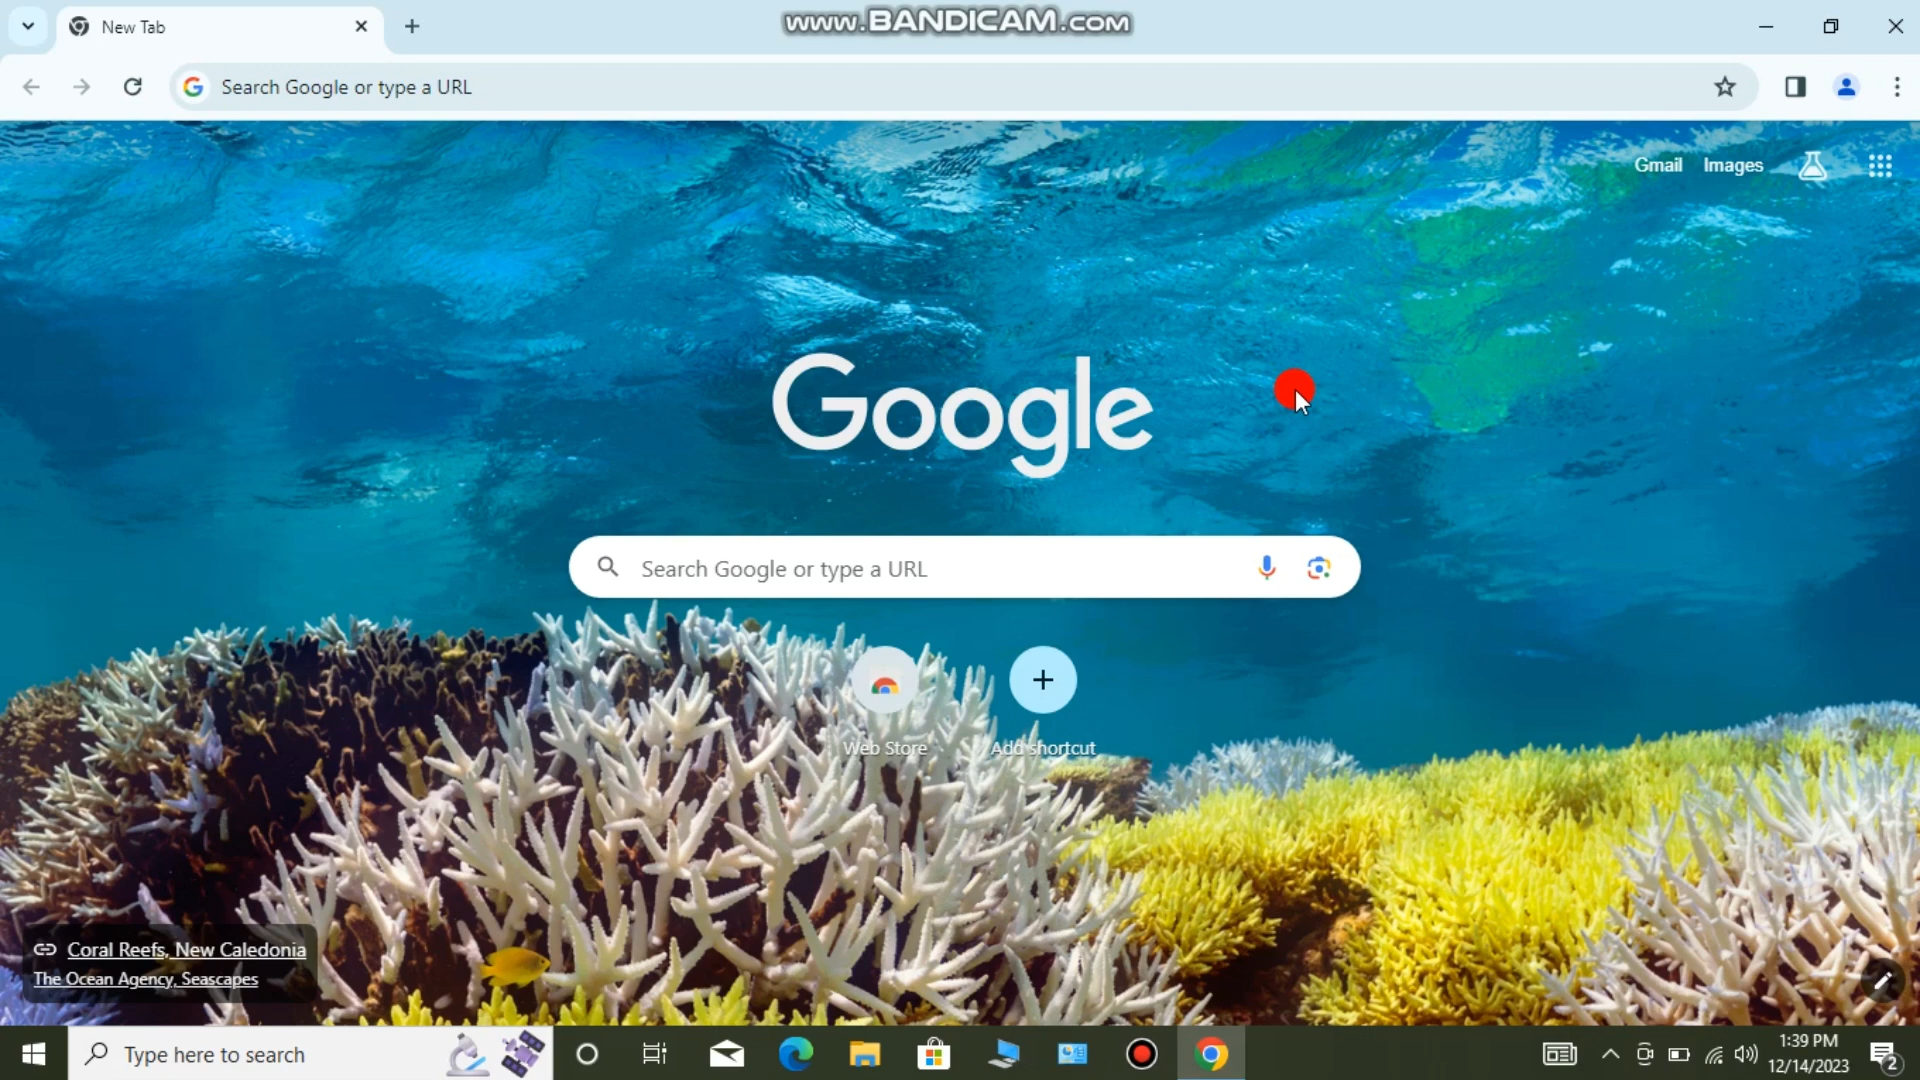 New Tab
www.BANDICAM.com
Search Google or type a URL
Gmail Images
Google
Search Google or type a URL
Web Store
Add shortcut
Coral Reefs, New Caledonia
The Ocean Agency, Seascapes
Type here to search
1:39 PM
12/14/2023
2